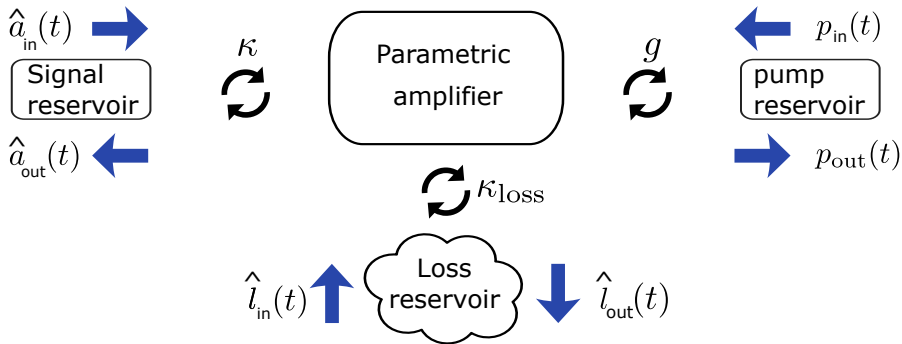 â_in(t)
κ
Parametric
amplifier
g
p_in(t)
Signal
reservoir
pump
reservoir
â_out(t)
p_out(t)
κ_loss
l̂_in(t)
Loss
reservoir
l̂_out(t)